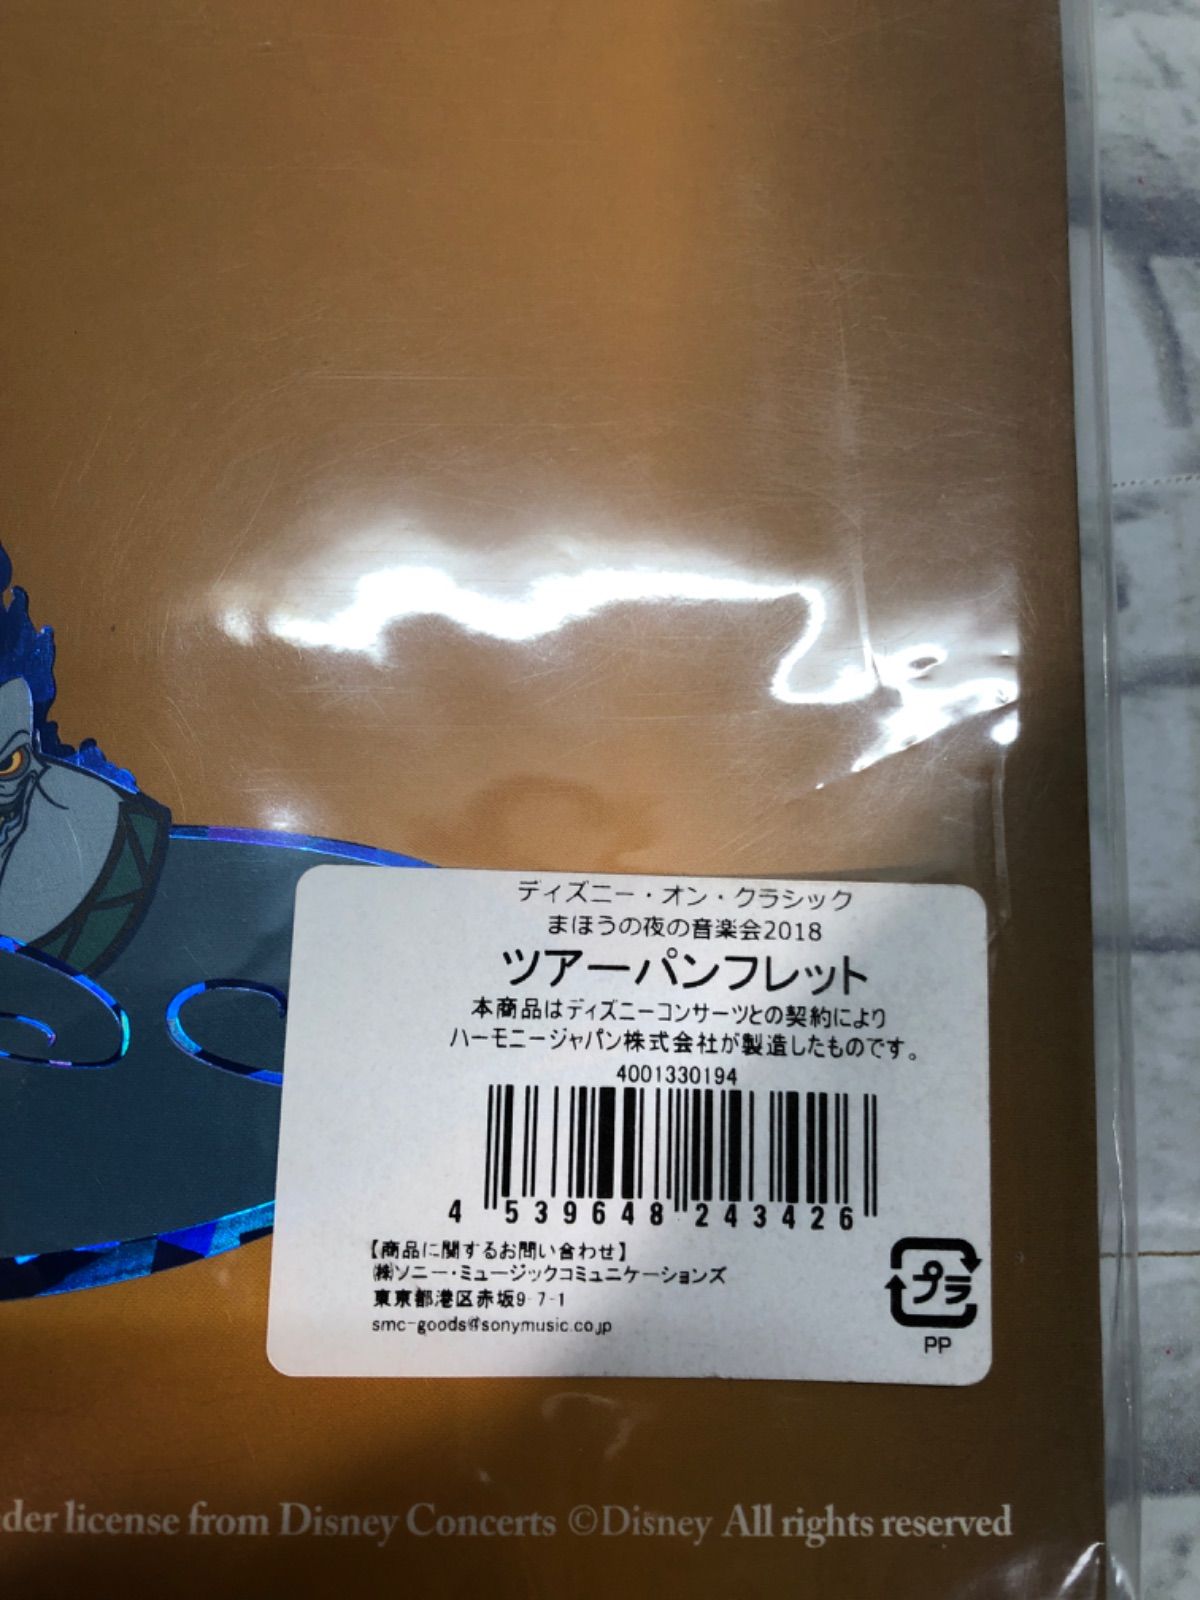 ディズニー・オン・クラシック
まほうの夜の音楽会2018
ツアーパンフレット
本商品はディズニーコンサーツとの契約により
ハーモニージャパン株式会社が製造したものです。
4001330194
4 539648 243426
【商品に関するお問い合わせ】
㈱ソニー・ミュージックコミュニケーションズ
東京都港区赤坂9-7-1
smc-goods@sonymusic.co.jp
プラ
PP
license from Disney Concerts ©Disney All rights reserved